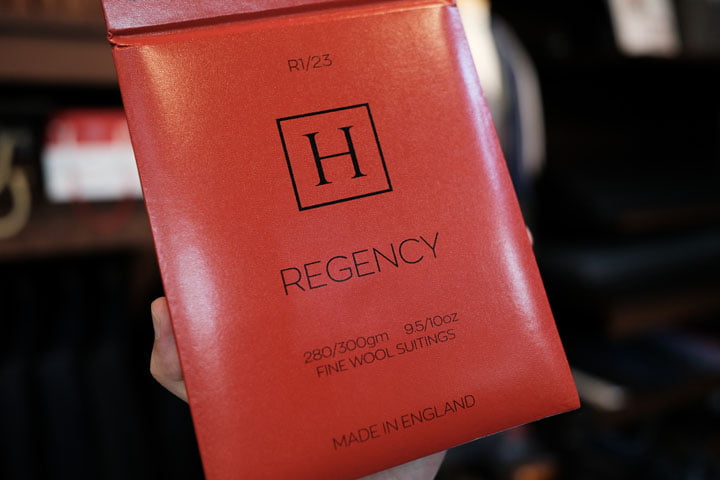 R1/23
H
REGENCY
280/300gm 9.5/10oz
FINE WOOL SUITINGS
MADE IN ENGLAND